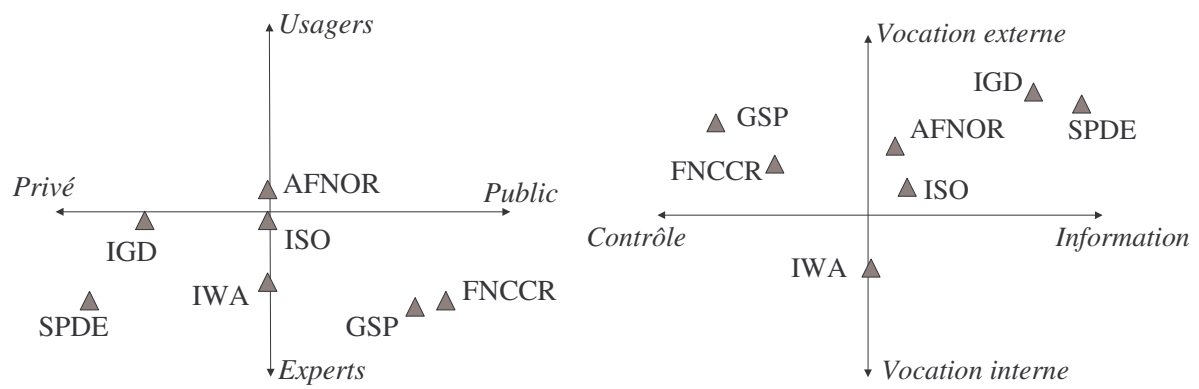 Usagers
AFNOR
Privé
Public
IGD
ISO
IWA
FNCCR
SPDE
GSP
Experts
Vocation externe
IGD
GSP
SPDE
AFNOR
FNCCR
ISO
Contrôle
Information
IWA
Vocation interne